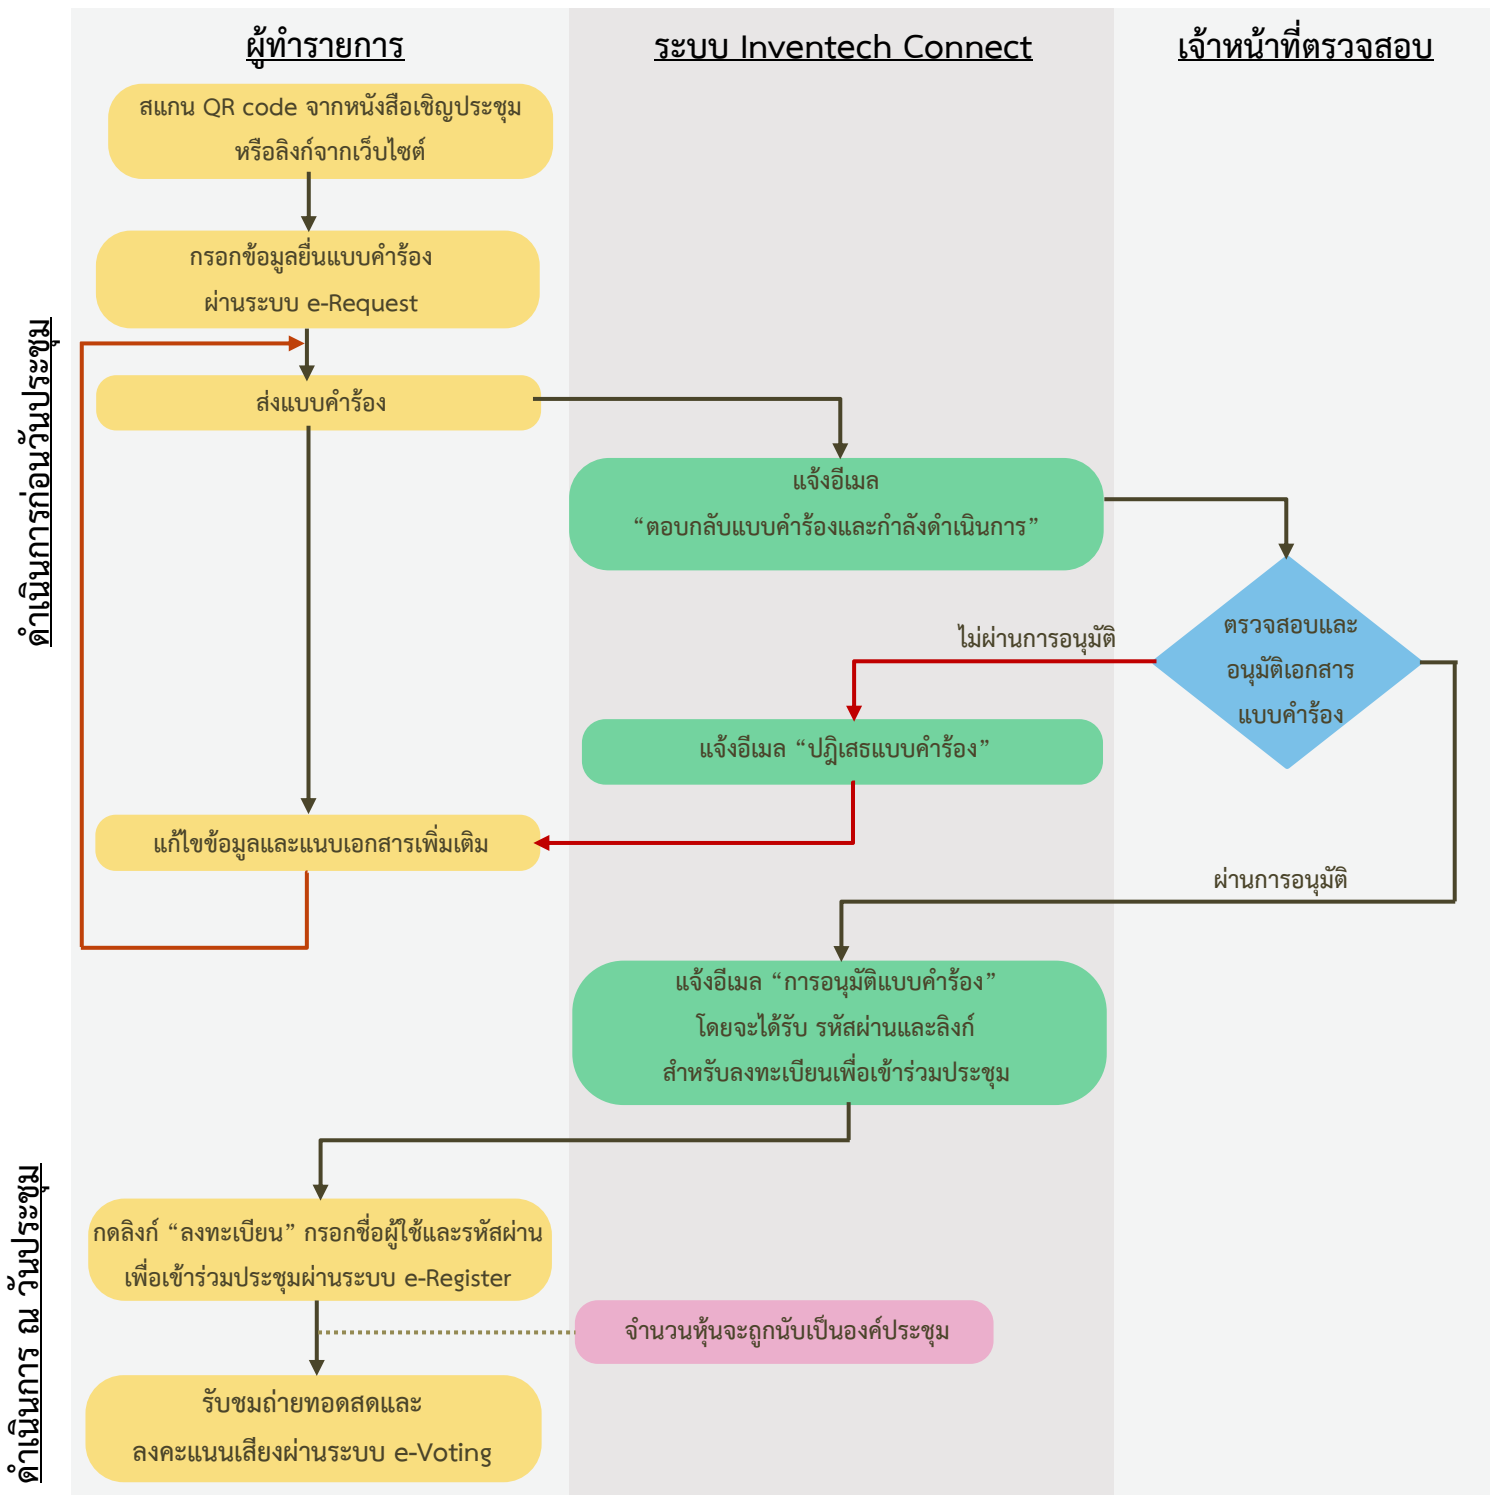 ผู้ทำรายการ
ระบบ Inventech Connect
เจ้าหน้าที่ตรวจสอบ
ดำเนินการก่อนวันประชุม
สแกน QR code จากหนังสือเชิญประชุม
หรือลิงก์จากเว็บไซต์
กรอกข้อมูลยื่นแบบคำร้อง
ผ่านระบบ e-Request
ส่งแบบคำร้อง
แจ้งอีเมล
“ตอบกลับแบบคำร้องและกำลังดำเนินการ”
ตรวจสอบและ
อนุมัติเอกสาร
แบบคำร้อง
ไม่ผ่านการอนุมัติ
แจ้งอีเมล “ปฎิเสธแบบคำร้อง”
แก้ไขข้อมูลและแนบเอกสารเพิ่มเติม
ผ่านการอนุมัติ
แจ้งอีเมล “การอนุมัติแบบคำร้อง”
โดยจะได้รับ รหัสผ่านและลิงก์
สำหรับลงทะเบียนเพื่อเข้าร่วมประชุม
ดำเนินการ ณ วันประชุม
กดลิงก์ “ลงทะเบียน” กรอกชื่อผู้ใช้และรหัสผ่าน
เพื่อเข้าร่วมประชุมผ่านระบบ e-Register
จำนวนหุ้นจะถูกนับเป็นองค์ประชุม
รับชมถ่ายทอดสดและ
ลงคะแนนเสียงผ่านระบบ e-Voting